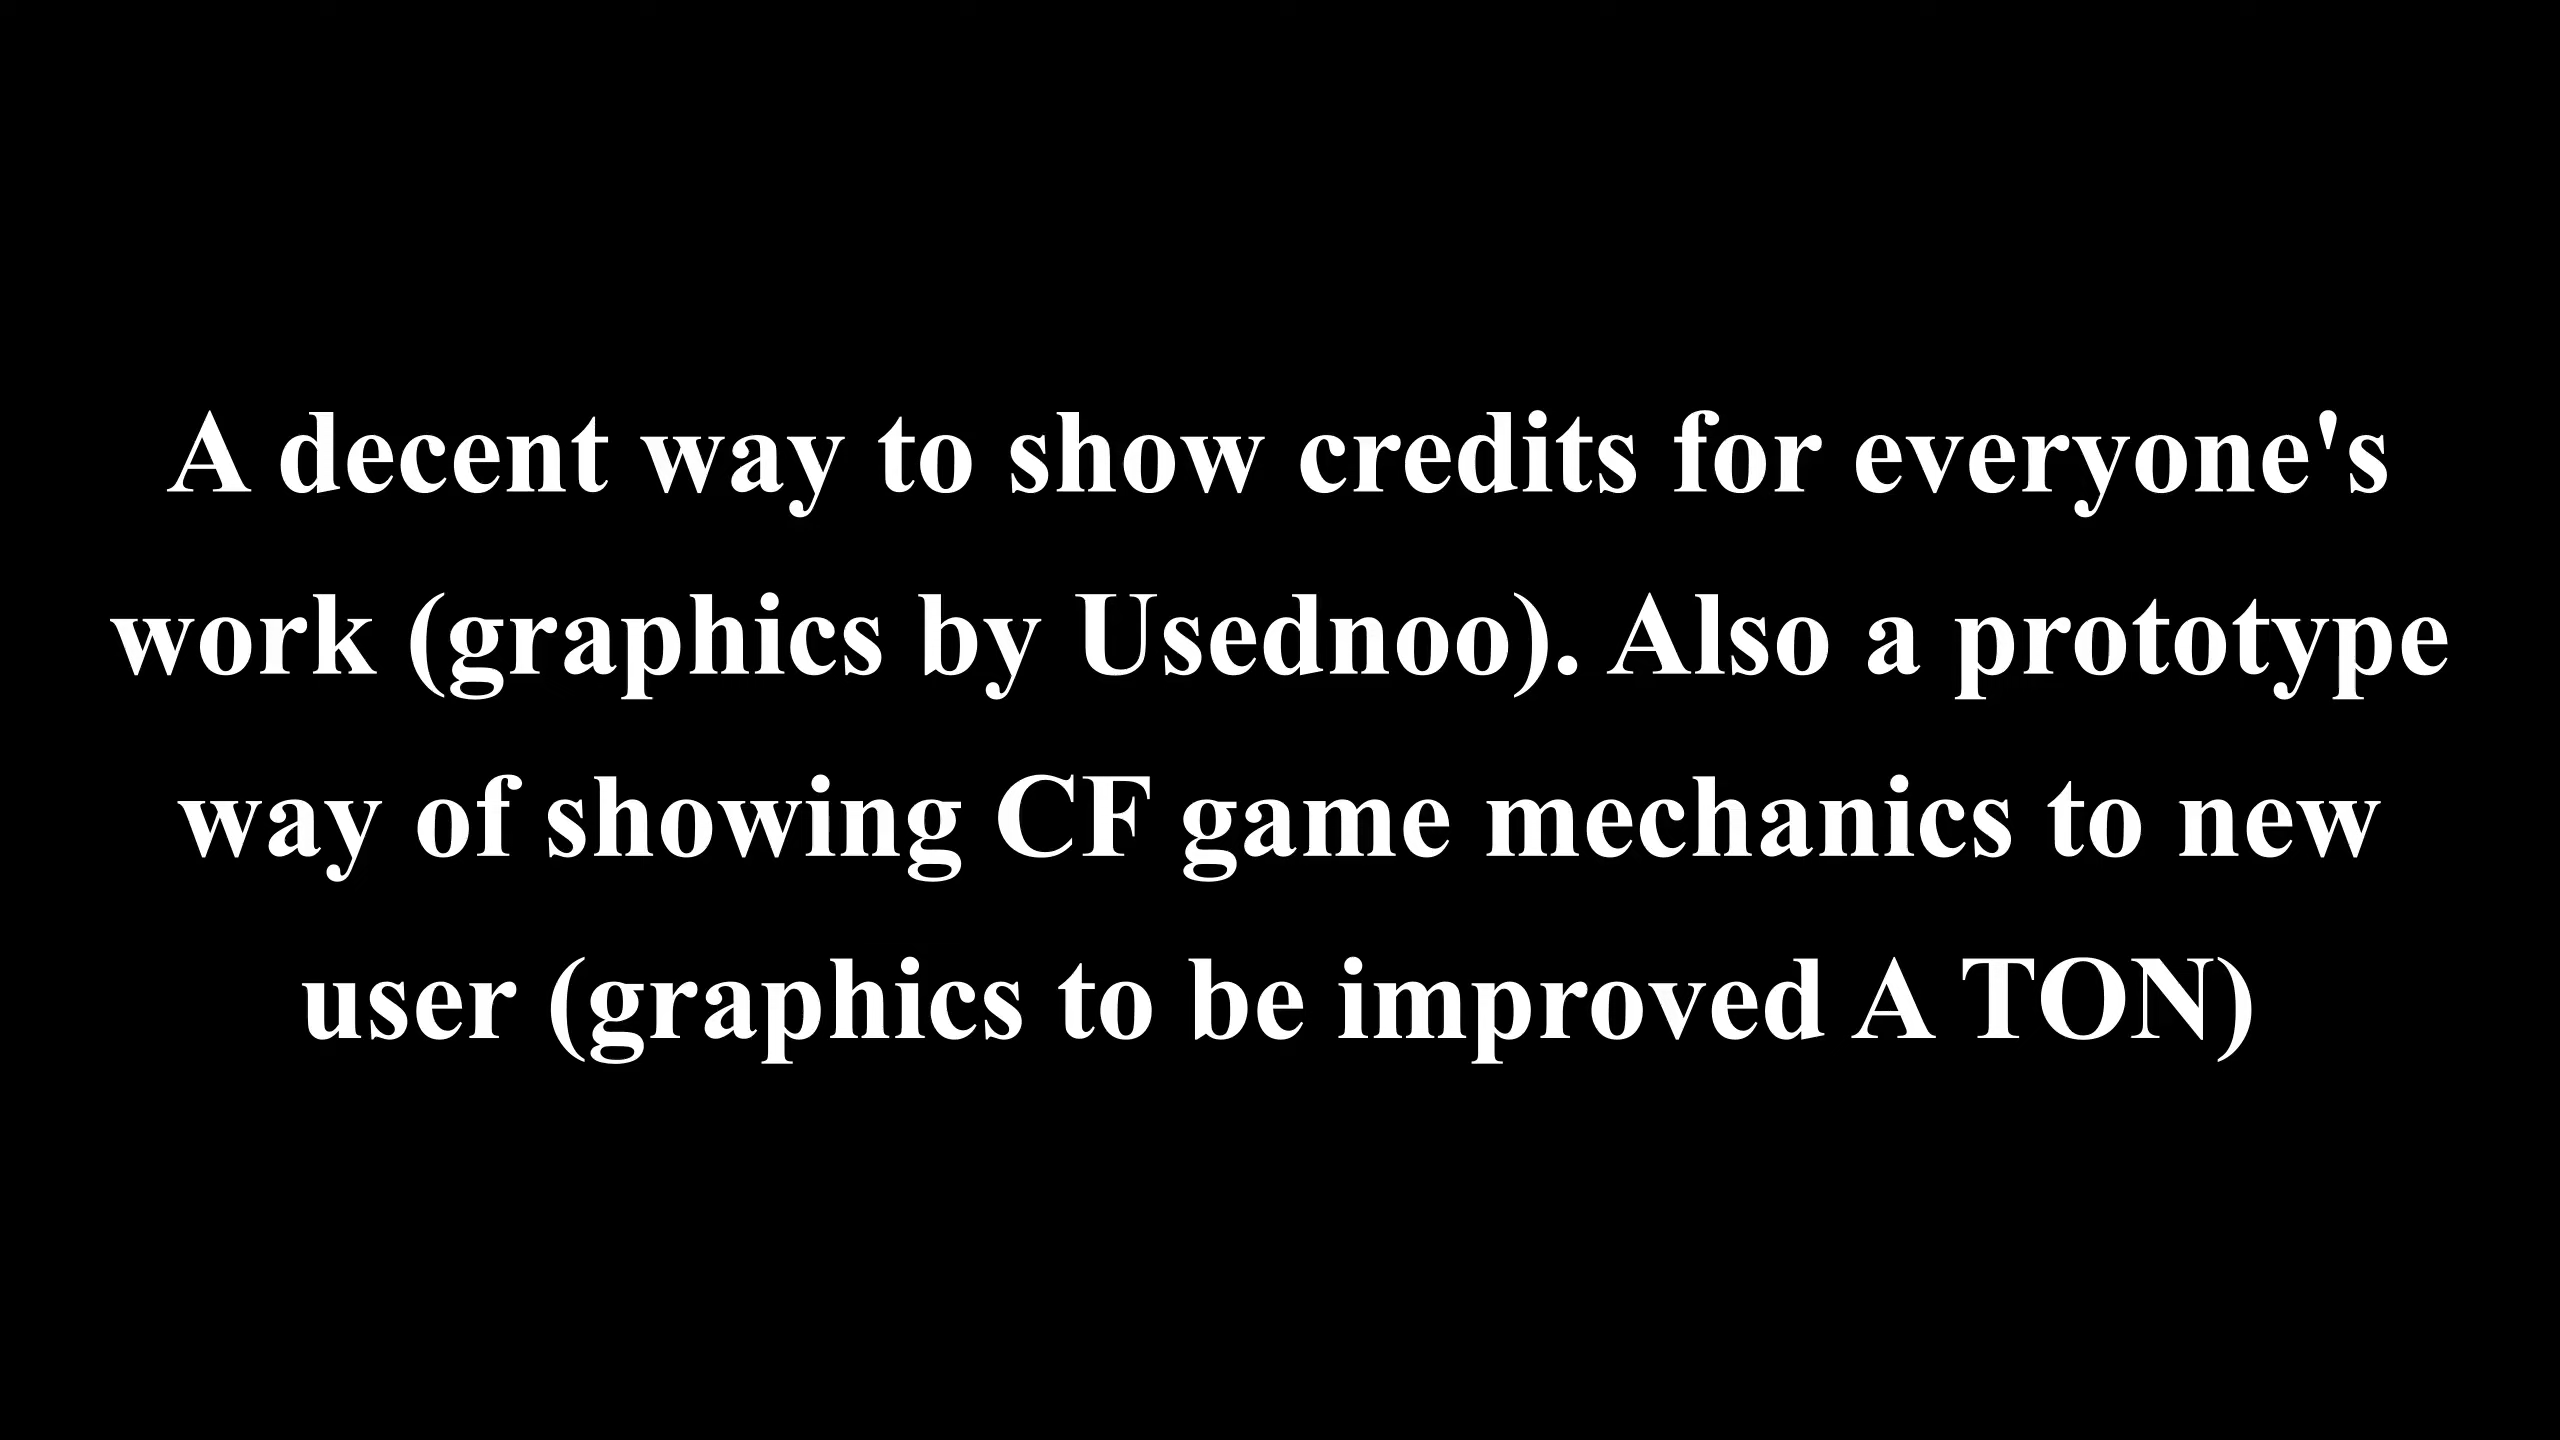 A decent way to show credits for everyone's
work (graphics by Usednoo). Also a prototype
way of showing CF game mechanics to new
user (graphics to be improved A TON)